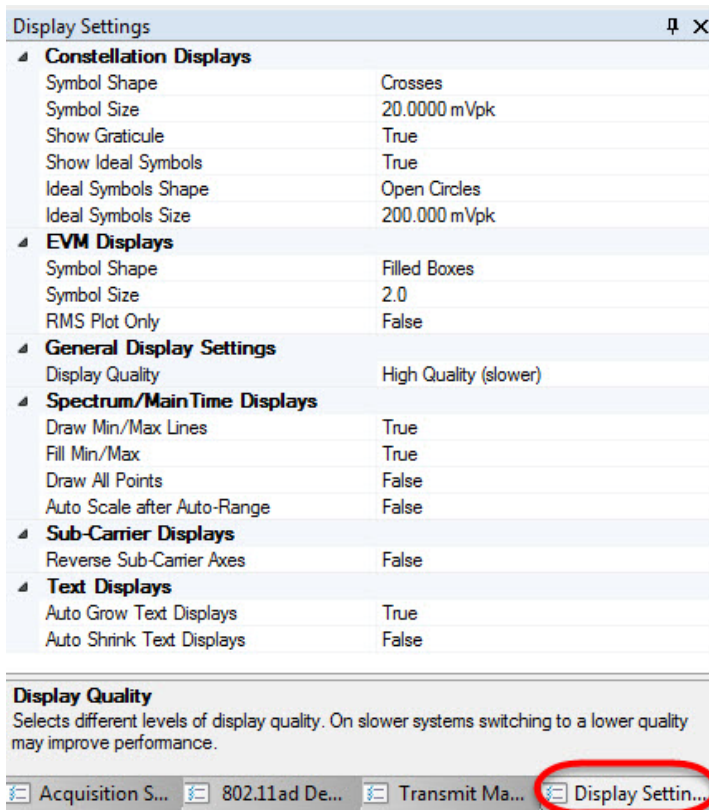 Display Settings
Constellation Displays
Symbol Shape Crosses
Symbol Size 20.0000 mVpk
Show Graticule True
Show Ideal Symbols True
Ideal Symbols Shape Open Circles
Ideal Symbols Size 200.000 mVpk
EVM Displays
Symbol Shape Filled Boxes
Symbol Size 2.0
RMS Plot Only False
General Display Settings
Display Quality High Quality (slower)
Spectrum/MainTime Displays
Draw Min/Max Lines True
Fill Min/Max True
Draw All Points False
Auto Scale after Auto-Range False
Sub-Carrier Displays
Reverse Sub-Carrier Axes False
Text Displays
Auto Grow Text Displays True
Auto Shrink Text Displays False
Display Quality
Selects different levels of display quality. On slower systems switching to a lower quality
may improve performance.
Acquisition S... 802.11ad De... Transmit Ma... Display Settin...